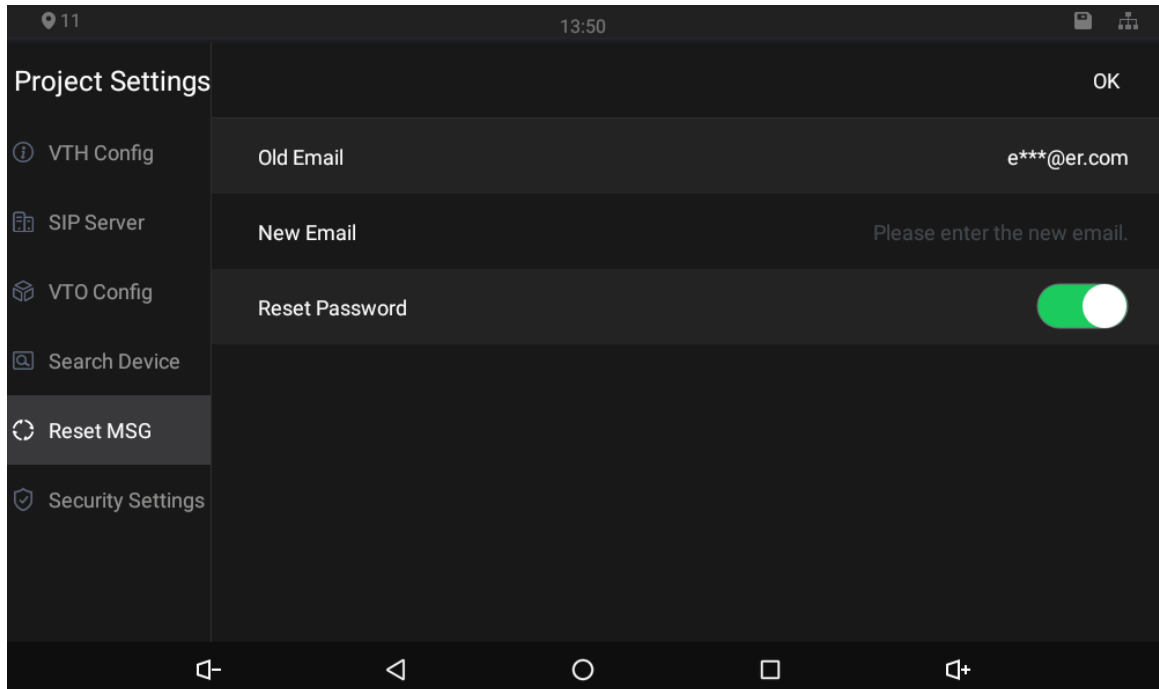 11
13:50
Project Settings
OK
VTH Config
Old Email
e***@er.com
SIP Server
New Email
Please enter the new email.
VTO Config
Reset Password
Search Device
Reset MSG
Security Settings